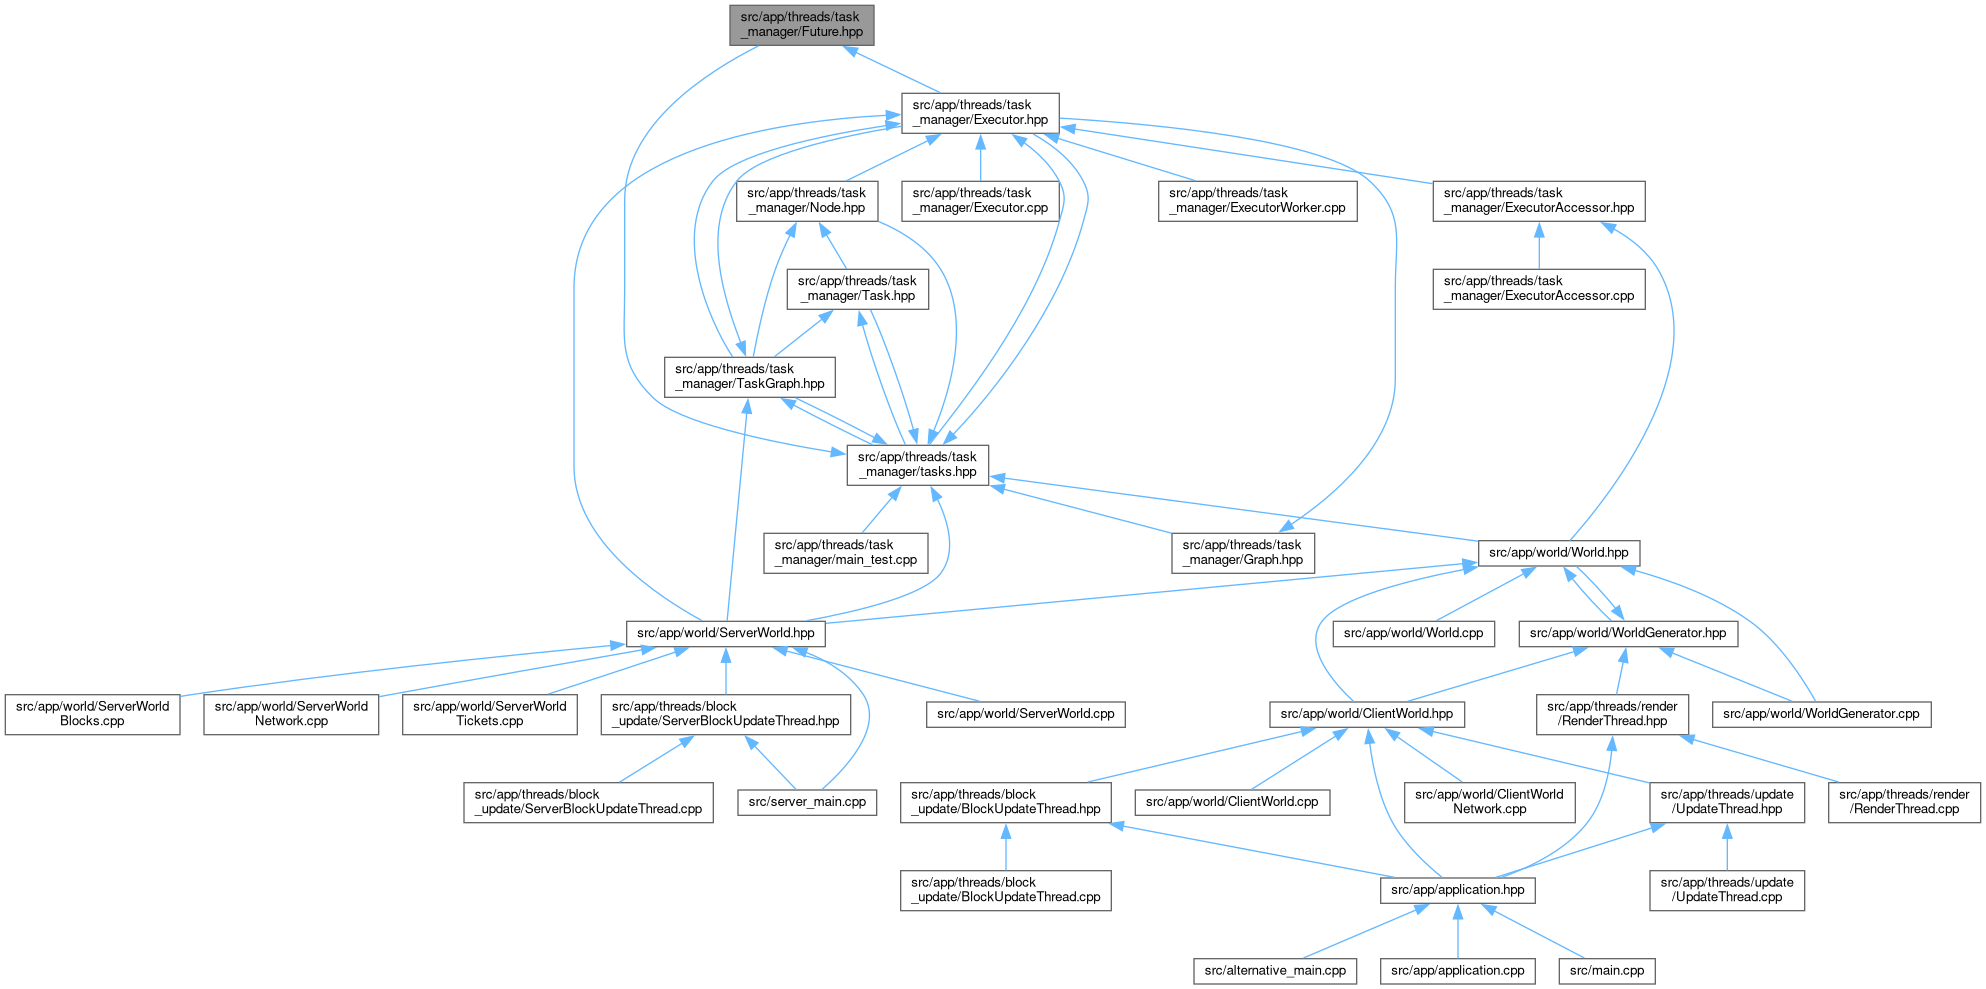 src/app/threads/task
_manager/Future.hpp
src/app/threads/task
_manager/Executor.hpp
src/app/threads/task
_manager/Node.hpp
src/app/threads/task
_manager/Executor.cpp
src/app/threads/task
_manager/ExecutorWorker.cpp
src/app/threads/task
_manager/ExecutorAccessor.hpp
src/app/threads/task
_manager/Task.hpp
src/app/threads/task
_manager/ExecutorAccessor.cpp
src/app/threads/task
_manager/TaskGraph.hpp
src/app/threads/task
_manager/tasks.hpp
src/app/threads/task
_manager/main_test.cpp
src/app/threads/task
_manager/Graph.hpp
src/app/world/World.hpp
src/app/world/ServerWorld.hpp
src/app/world/World.cpp
src/app/world/WorldGenerator.hpp
src/app/world/ServerWorld
Blocks.cpp
src/app/world/ServerWorld
Network.cpp
src/app/world/ServerWorld
Tickets.cpp
src/app/threads/block
_update/ServerBlockUpdateThread.hpp
src/app/world/ServerWorld.cpp
src/app/world/ClientWorld.hpp
src/app/threads/render
/RenderThread.hpp
src/app/world/WorldGenerator.cpp
src/app/threads/block
_update/ServerBlockUpdateThread.cpp
src/server_main.cpp
src/app/threads/block
_update/BlockUpdateThread.hpp
src/app/world/ClientWorld.cpp
src/app/world/ClientWorld
Network.cpp
src/app/threads/update
/UpdateThread.hpp
src/app/threads/render
/RenderThread.cpp
src/app/threads/block
_update/BlockUpdateThread.cpp
src/app/application.hpp
src/app/threads/update
/UpdateThread.cpp
src/alternative_main.cpp
src/app/application.cpp
src/main.cpp